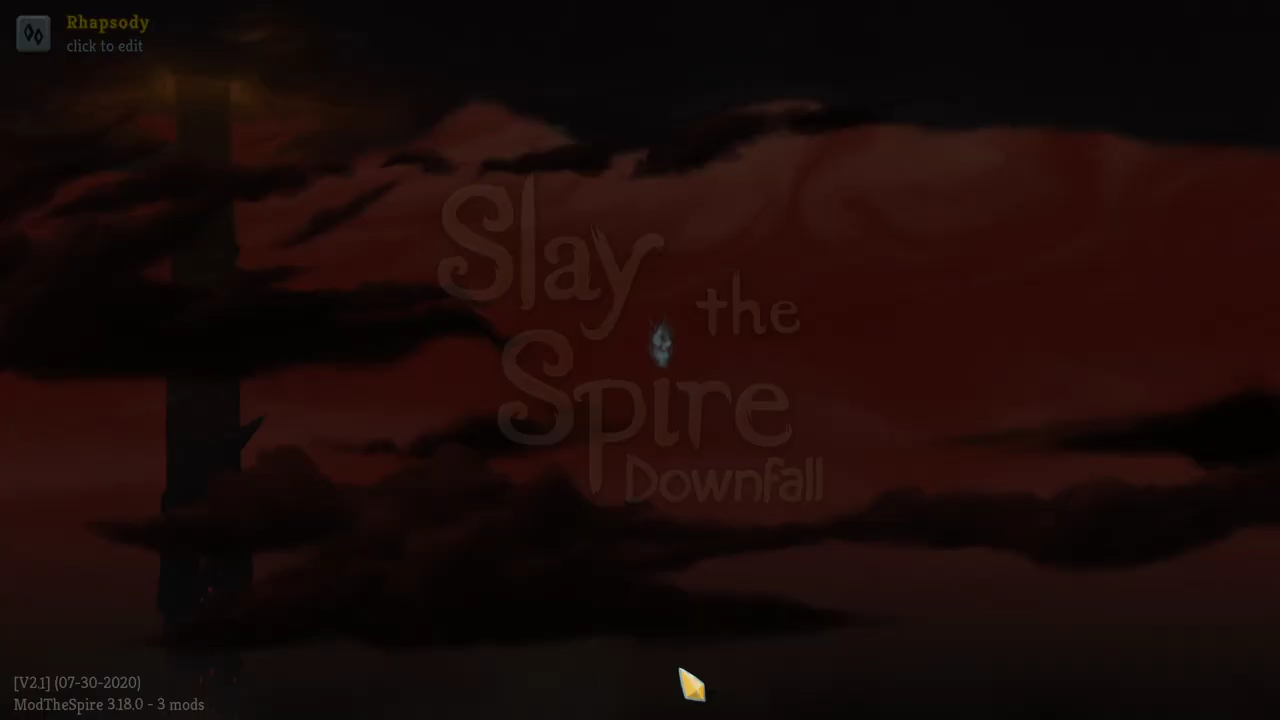 Rhapsody
click to edit
Slay
the
Spire
Downfall
[V2.1] (07-30-2020)
ModTheSpire 3.18.0 - 3 mods